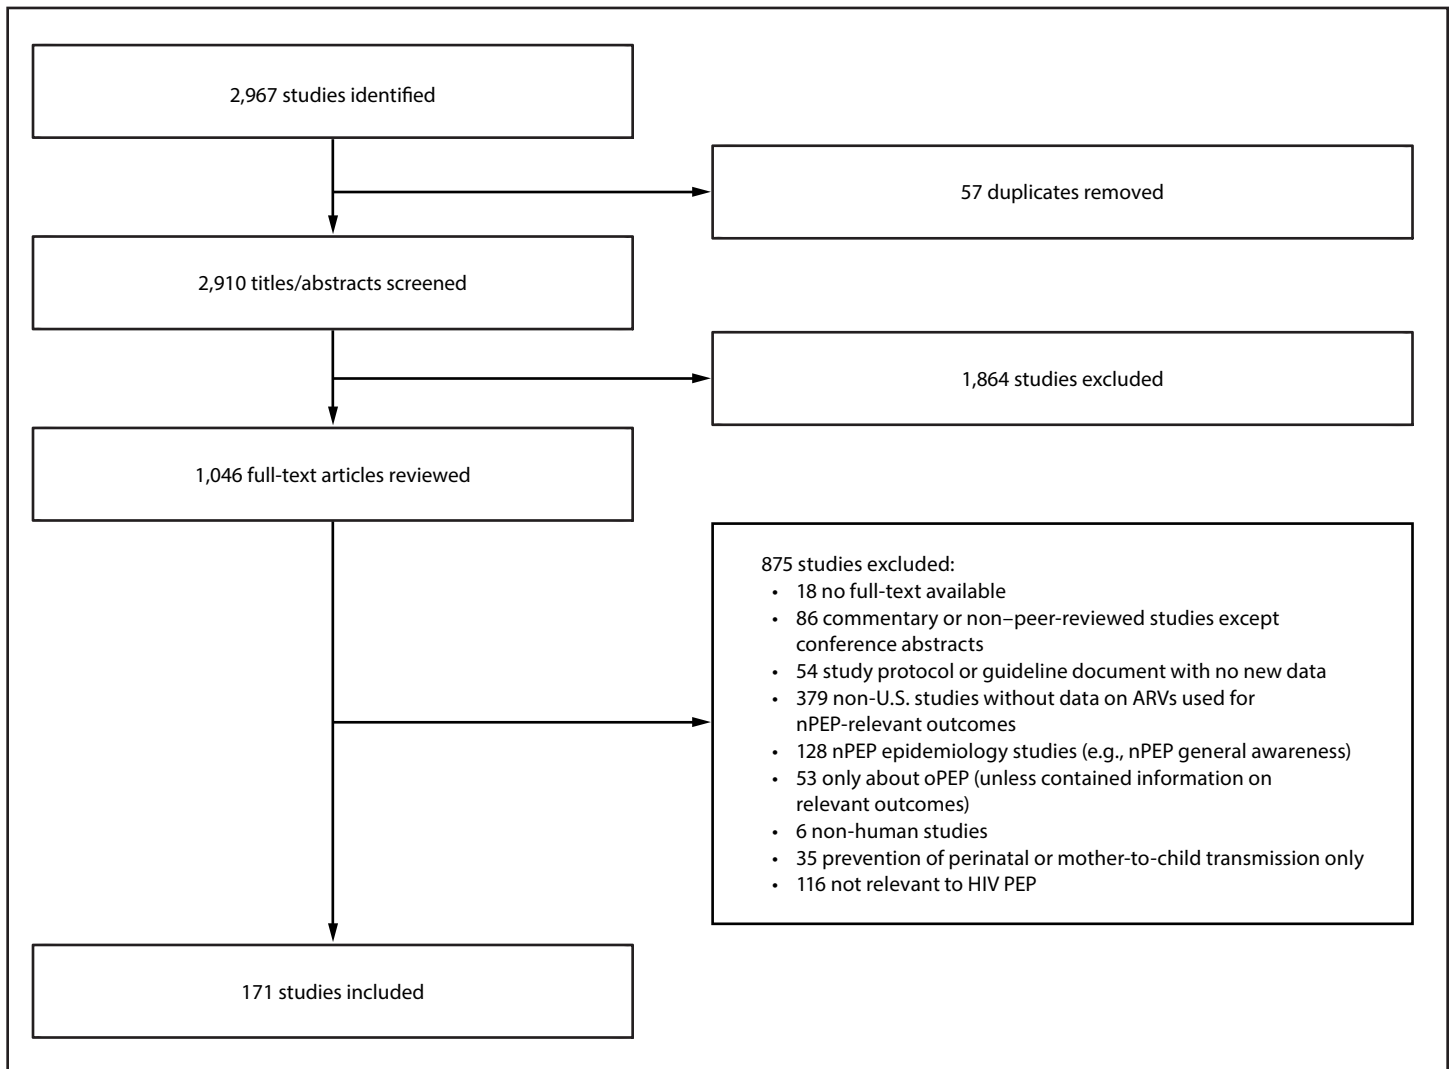 2,967 studies identified
57 duplicates removed
2,910 titles/abstracts screened
1,864 studies excluded
1,046 full-text articles reviewed
875 studies excluded:
• 18 no full-text available
• 86 commentary or non–peer-reviewed studies except
conference abstracts
• 54 study protocol or guideline document with no new data
• 379 non-U.S. studies without data on ARVs used for
nPEP-relevant outcomes
• 128 nPEP epidemiology studies (e.g., nPEP general awareness)
• 53 only about oPEP (unless contained information on
relevant outcomes)
• 6 non-human studies
• 35 prevention of perinatal or mother-to-child transmission only
• 116 not relevant to HIV PEP
171 studies included